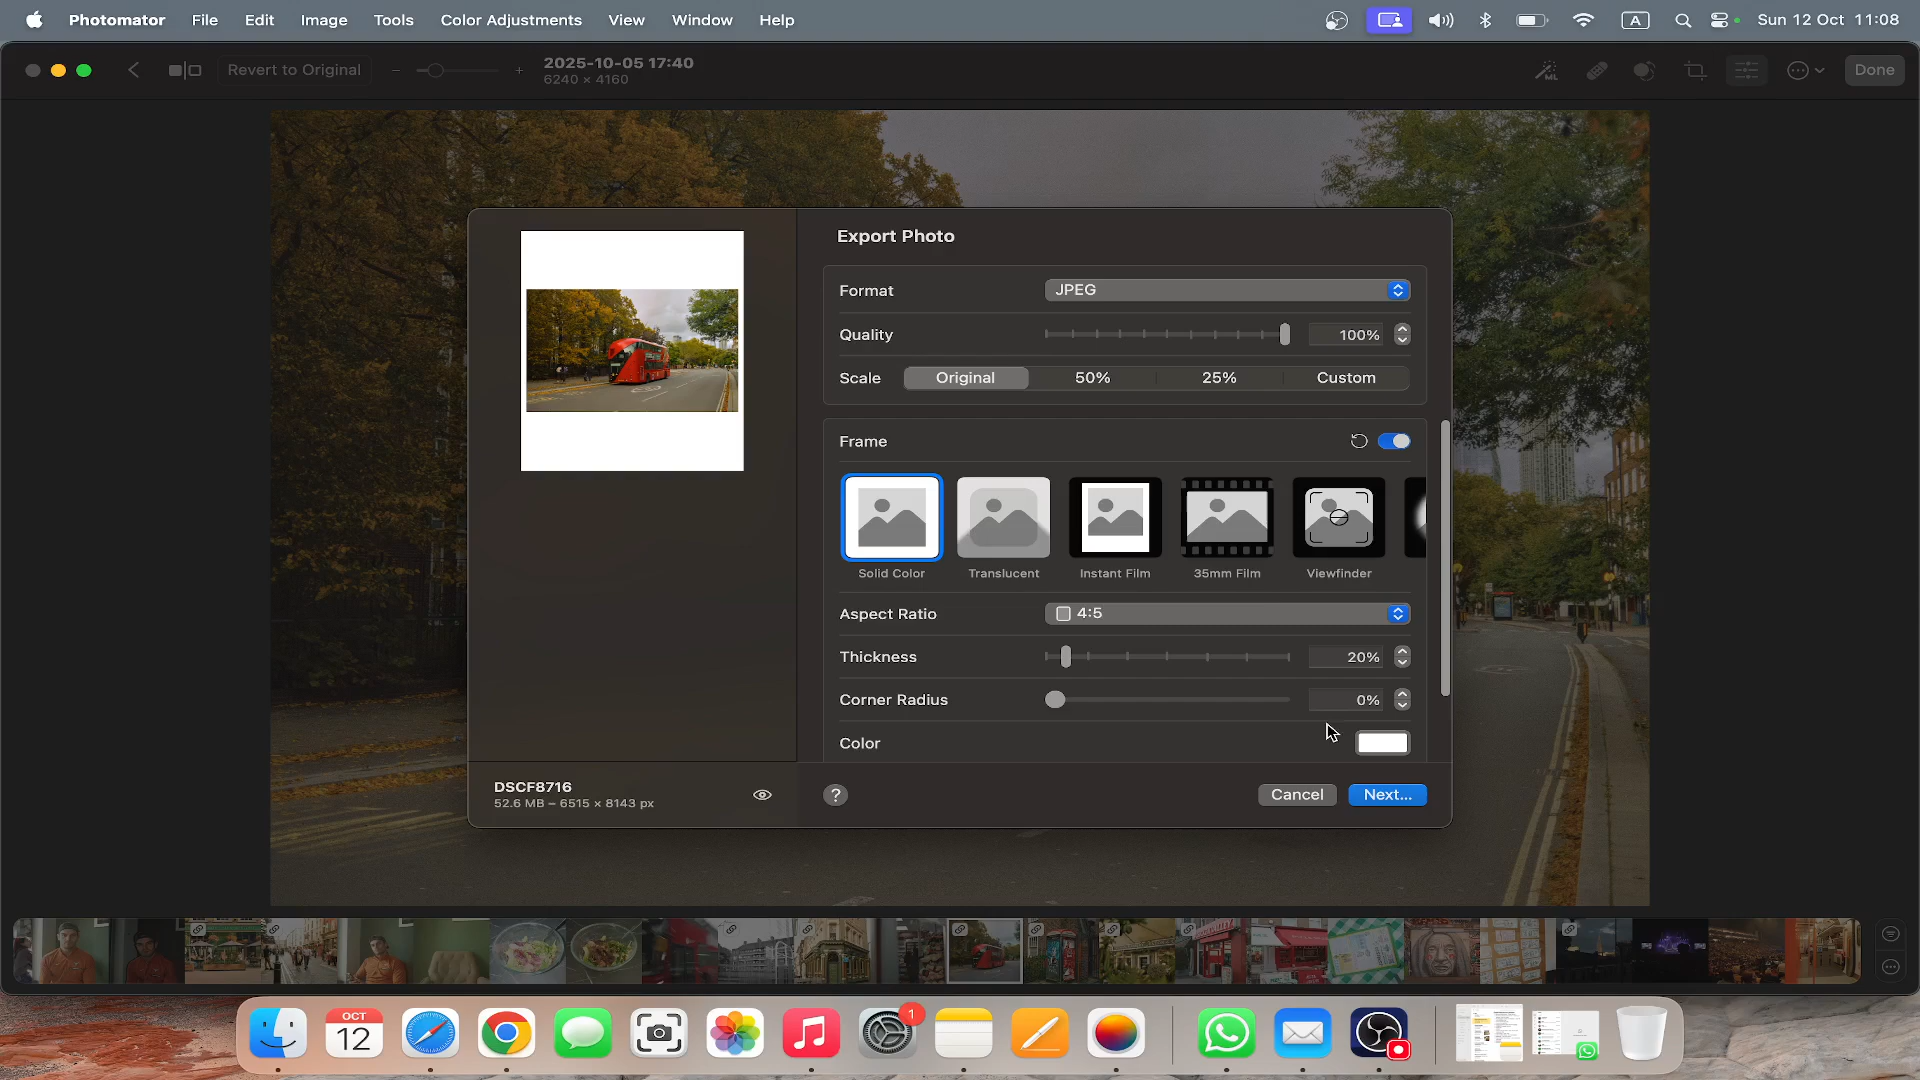 Photomator File Edit Image Tools Color Adjustments View Window Help A Sun 12 Oct 11:08
Revert to Original 2025-10-05 17:40 ML Done
6240 × 4160
Export Photo
Format JPEG
Quality 100%
Scale Original 50% 25% Custom
Frame
Solid Color Translucent Instant Film 35mm Film Viewfinder
Aspect Ratio 4:5
Thickness 20%
Corner Radius 0%
Color
DSCF8716
52.6 MB – 6515 × 8143 px
? Cancel Next...
OCT
12
1